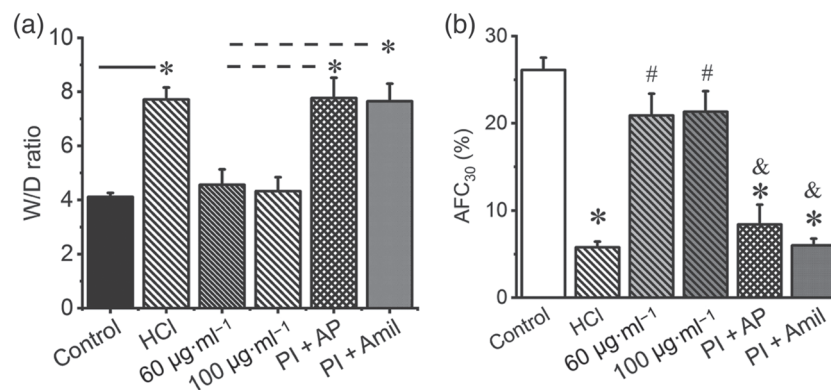 (a)
W/D ratio
10
8
6
4
2
0
*
*
*
Control
HCl
60 µg·ml⁻¹
100 µg·ml⁻¹
PI + AP
PI + Amil
(b)
AFC₃₀ (%)
30
20
10
0
*
#
#
&
*
&
*
Control
HCl
60 µg·ml⁻¹
100 µg·ml⁻¹
PI + AP
PI + Amil